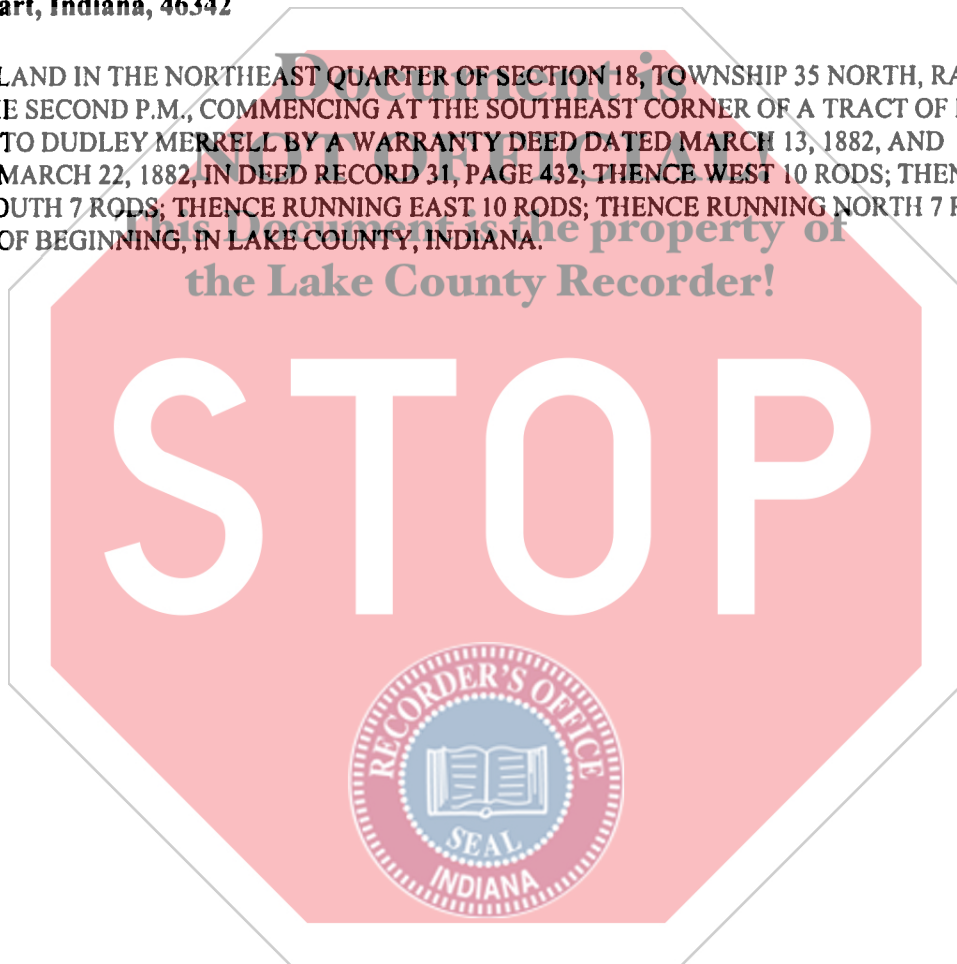 art, Indiana, 46342
LAND IN THE NORTHEAST QUARTER OF SECTION 18, TOWNSHIP 35 NORTH, RA
E SECOND P.M., COMMENCING AT THE SOUTHEAST CORNER OF A TRACT OF
TO DUDLEY MERRELL BY A WARRANTY DEED DATED MARCH 13, 1882, AND
MARCH 22, 1882, IN DEED RECORD 31, PAGE 432; THENCE WEST 10 RODS; THEN
OUTH 7 RODS; THENCE RUNNING EAST 10 RODS; THENCE RUNNING NORTH 7
OF BEGINNING, IN LAKE COUNTY, INDIANA.
Document is
NOT OFFICIAL!
This Document is the property of
the Lake County Recorder!
STOP
RECORDER'S OFFICE
SEAL
INDIANA